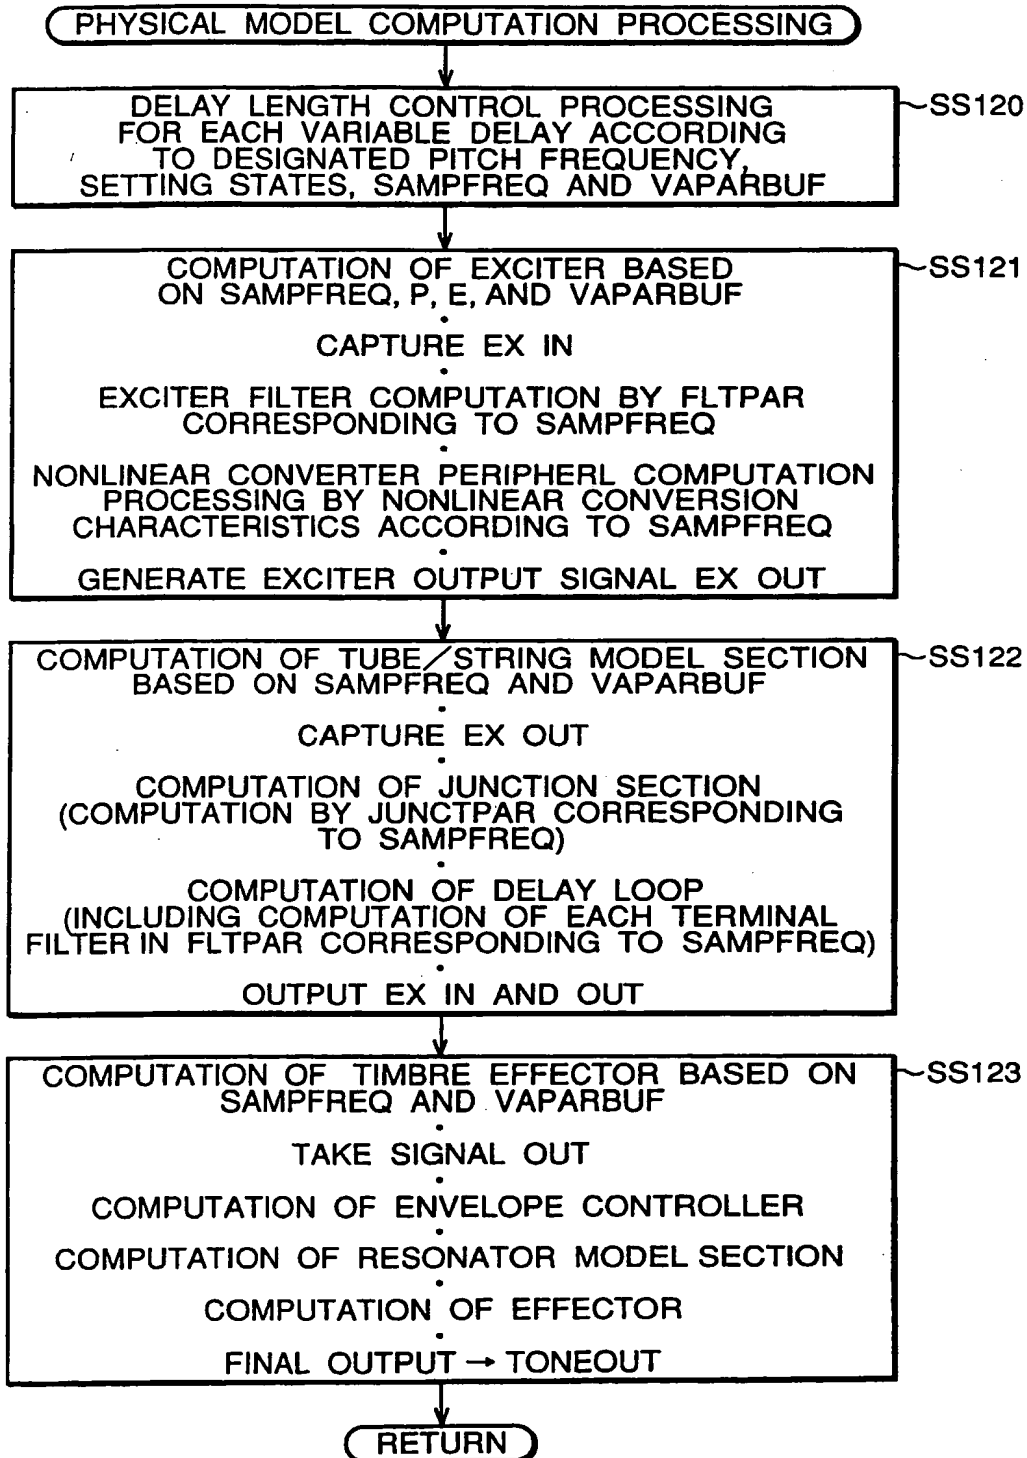 PHYSICAL MODEL COMPUTATION PROCESSING
DELAY LENGTH CONTROL PROCESSING
FOR EACH VARIABLE DELAY ACCORDING
TO DESIGNATED PITCH FREQUENCY,
SETTING STATES, SAMPFREQ AND VAPARBUF
SS120
COMPUTATION OF EXCITER BASED
ON SAMPFREQ, P, E, AND VAPARBUF
SS121
CAPTURE EX IN
EXCITER FILTER COMPUTATION BY FLTPAR
CORRESPONDING TO SAMPFREQ
NONLINEAR CONVERTER PERIPHERL COMPUTATION
PROCESSING BY NONLINEAR CONVERSION
CHARACTERISTICS ACCORDING TO SAMPFREQ
GENERATE EXCITER OUTPUT SIGNAL EX OUT
COMPUTATION OF TUBE/STRING MODEL SECTION
BASED ON SAMPFREQ AND VAPARBUF
SS122
CAPTURE EX OUT
COMPUTATION OF JUNCTION SECTION
(COMPUTATION BY JUNCTPAR CORRESPONDING
TO SAMPFREQ)
COMPUTATION OF DELAY LOOP
(INCLUDING COMPUTATION OF EACH TERMINAL
FILTER IN FLTPAR CORRESPONDING TO SAMPFREQ)
OUTPUT EX IN AND OUT
COMPUTATION OF TIMBRE EFFECTOR BASED ON
SAMPFREQ AND VAPARBUF
SS123
TAKE SIGNAL OUT
COMPUTATION OF ENVELOPE CONTROLLER
COMPUTATION OF RESONATOR MODEL SECTION
COMPUTATION OF EFFECTOR
FINAL OUTPUT → TONEOUT
RETURN